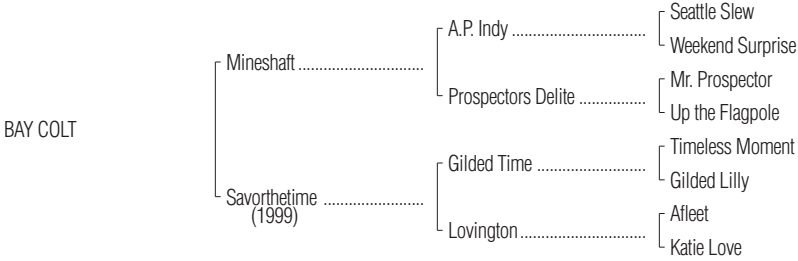 Seattle Slew
A.P. Indy ................................
Weekend Surprise
Mineshaft ..............................
Mr. Prospector
Prospectors Delite ................
Up the Flagpole
BAY COLT
Timeless Moment
Gilded Time ..........................
Gilded Lilly
Savorthetime ........................
(1999)
Afleet
Lovington..............................
Katie Love